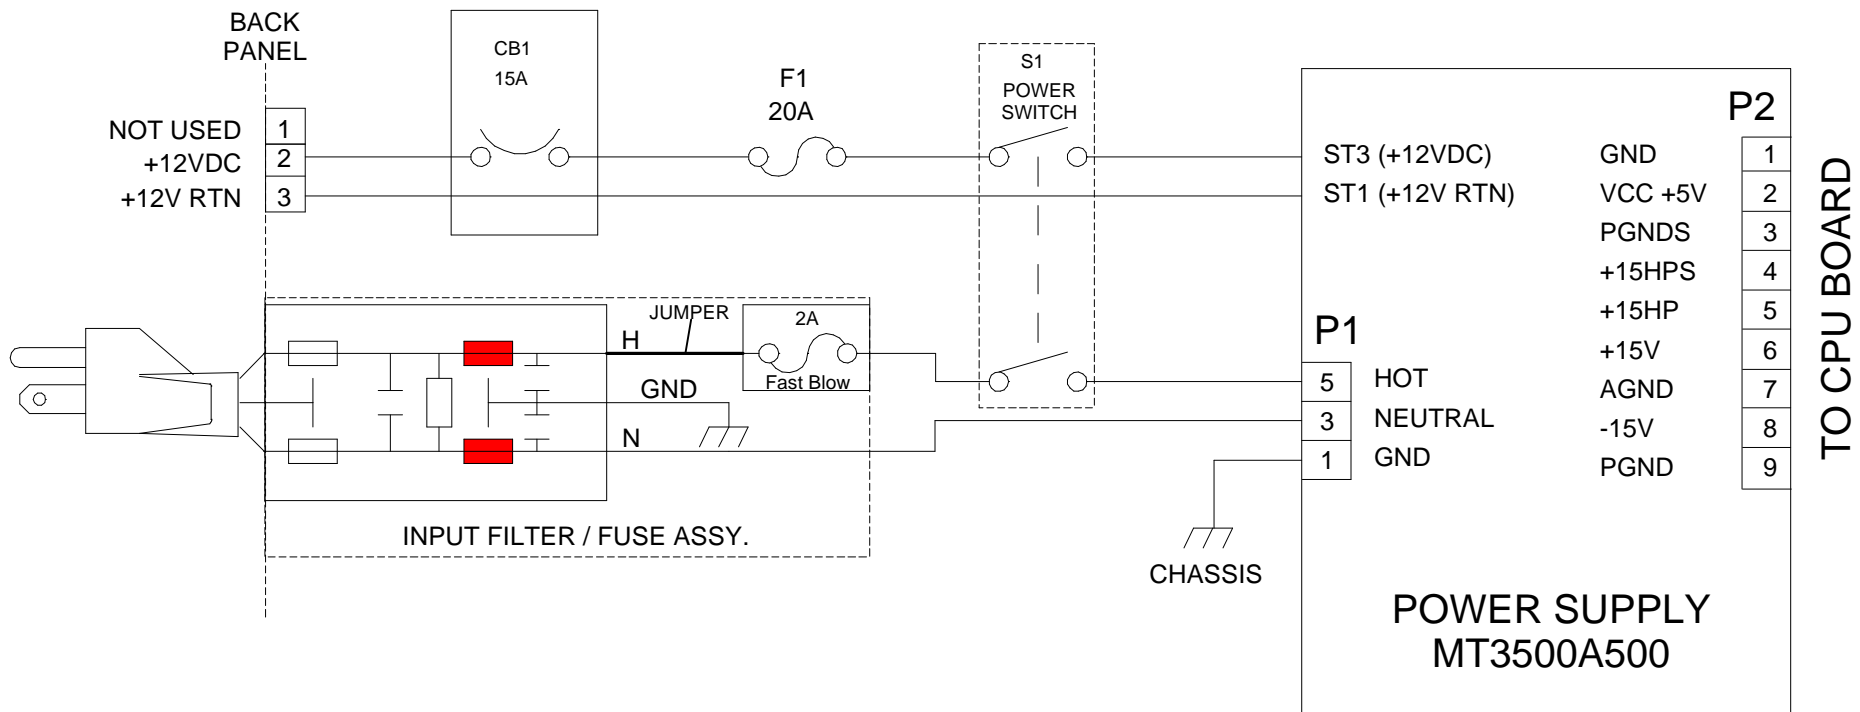 BACK
PANEL
NOT USED 1
+12VDC 2
+12V RTN 3
CB1
15A
F1
20A
S1
POWER
SWITCH
ST3 (+12VDC)
ST1 (+12V RTN)
P2
GND 1
VCC +5V 2
PGNDS 3
+15HPS 4
+15HP 5
+15V 6
AGND 7
-15V 8
PGND 9
TO CPU BOARD
P1
5 HOT
3 NEUTRAL
1 GND
JUMPER
H
GND
N
2A
Fast Blow
INPUT FILTER / FUSE ASSY.
CHASSIS
POWER SUPPLY
MT3500A500